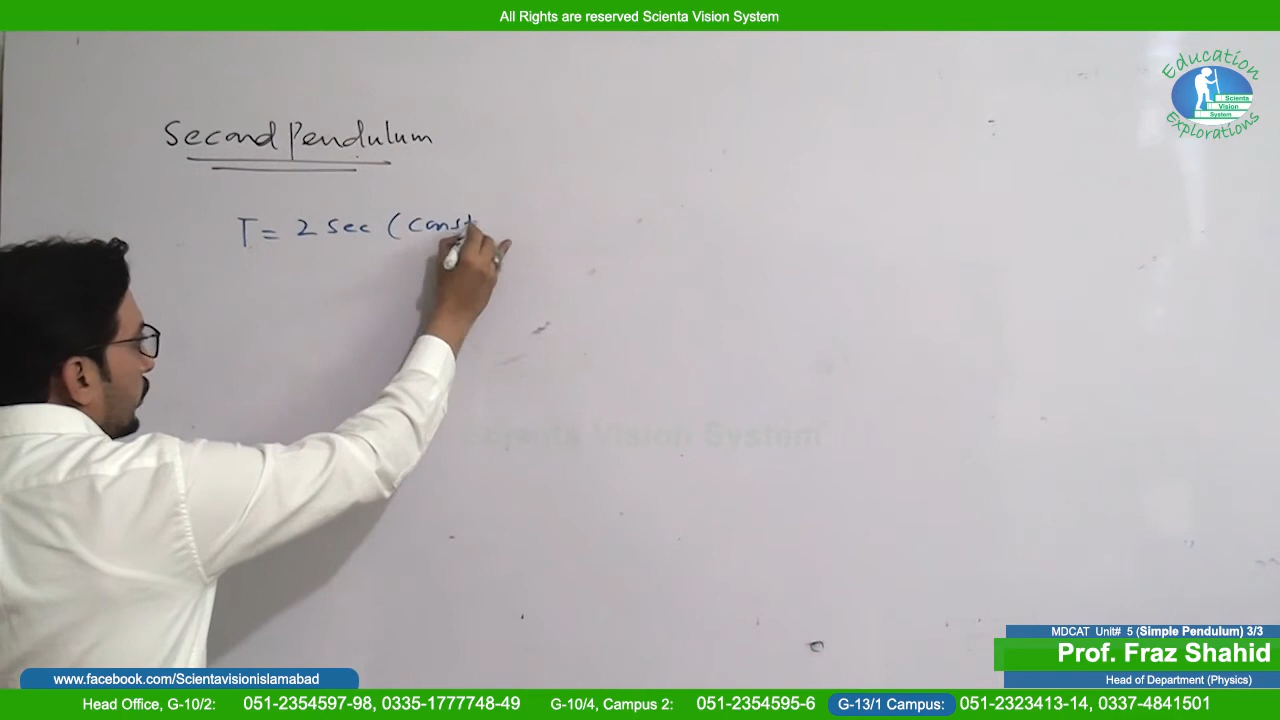 All Rights are reserved Scienta Vision System
Education
Scienta
Vision
System
Explorations
Second Pendulum
T = 2 sec (const
Scienta Vision System
MDCAT Unit# 5 (Simple Pendulum) 3/3
Prof. Fraz Shahid
Head of Department (Physics)
www.facebook.com/Scientavisionislamabad
Head Office, G-10/2: 051-2354597-98, 0335-1777748-49 G-10/4, Campus 2: 051-2354595-6 G-13/1 Campus: 051-2323413-14, 0337-4841501